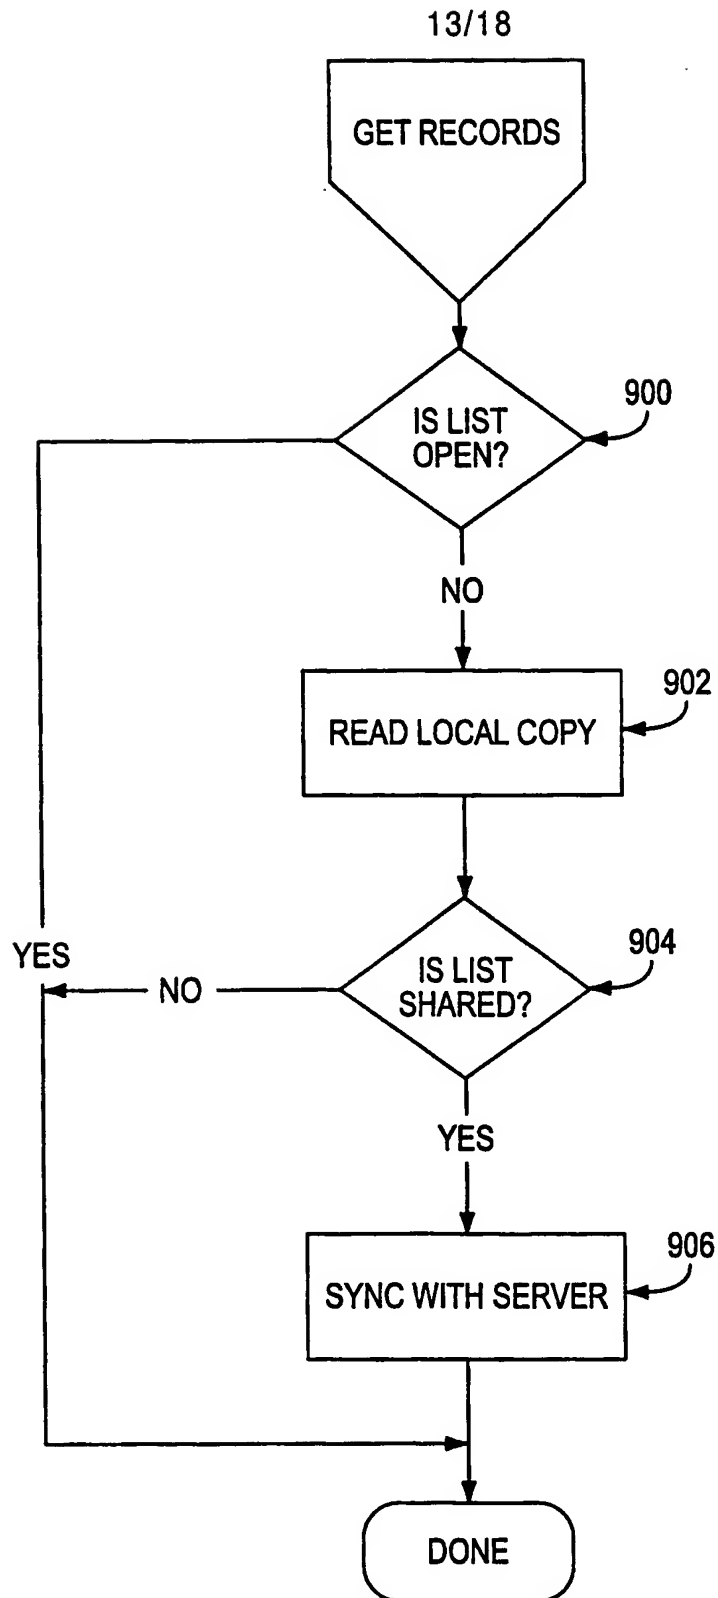 13/18
GET RECORDS
IS LIST
OPEN?
900
NO
READ LOCAL COPY
902
YES
NO
IS LIST
SHARED?
904
YES
SYNC WITH SERVER
906
DONE